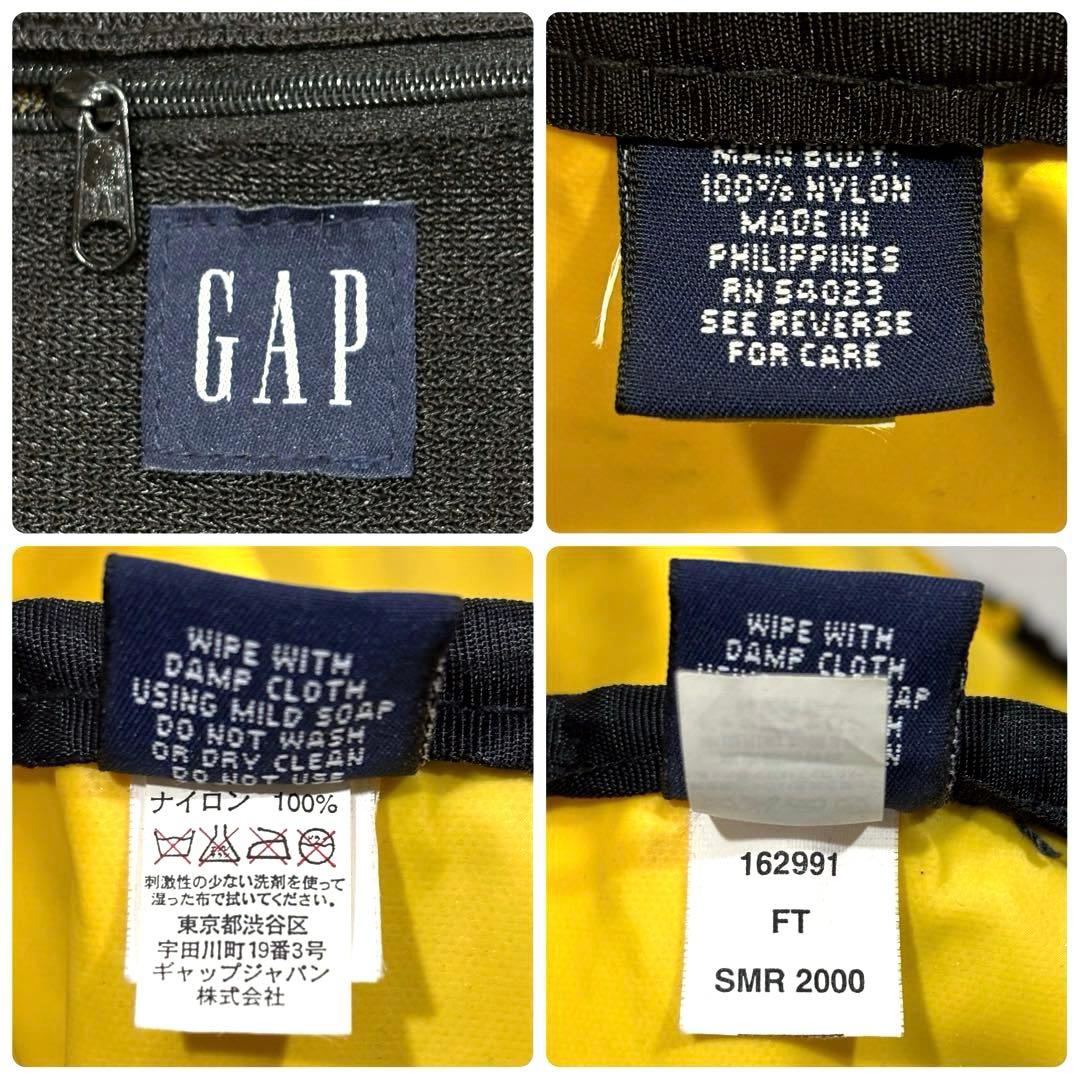 GAP
MAIN BODY:
100% NYLON
MADE IN
PHILIPPINES
RN 54023
SEE REVERSE
FOR CARE
WIPE WITH
DAMP CLOTH
USING MILD SOAP
DO NOT WASH
OR DRY CLEAN
DO NOT USE
ナイロン 100%
刺激性の少ない洗剤を使って
湿った布で拭いてください。
東京都渋谷区
宇田川町19番3号
ギャップジャパン
株式会社
WIPE WITH
DAMP CLOTH
162991
FT
SMR 2000